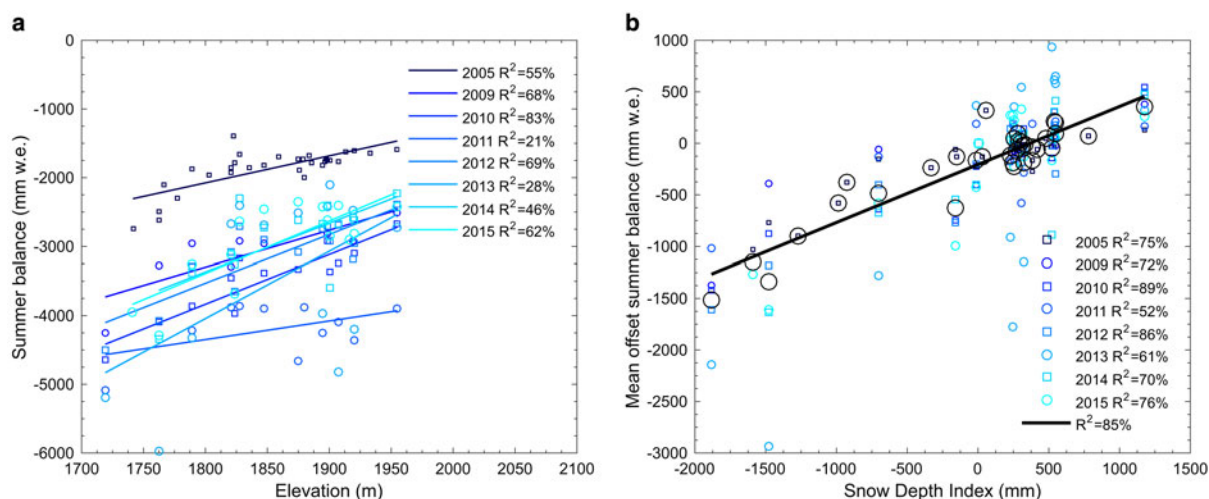 a
Summer balance (mm w.e.)
0
-1000
-2000
-3000
-4000
-5000
-6000
1700 1750 1800 1850 1900 1950 2000 2050 2100
Elevation (m)
2005 R²=55%
2009 R²=68%
2010 R²=83%
2011 R²=21%
2012 R²=69%
2013 R²=28%
2014 R²=46%
2015 R²=62%
b
Mean offset summer balance (mm w.e.)
1000
500
0
-500
-1000
-1500
-2000
-2500
-3000
-2000 -1500 -1000 -500 0 500 1000 1500
Snow Depth Index (mm)
2005 R²=75%
2009 R²=72%
2010 R²=89%
2011 R²=52%
2012 R²=86%
2013 R²=61%
2014 R²=70%
2015 R²=76%
R²=85%